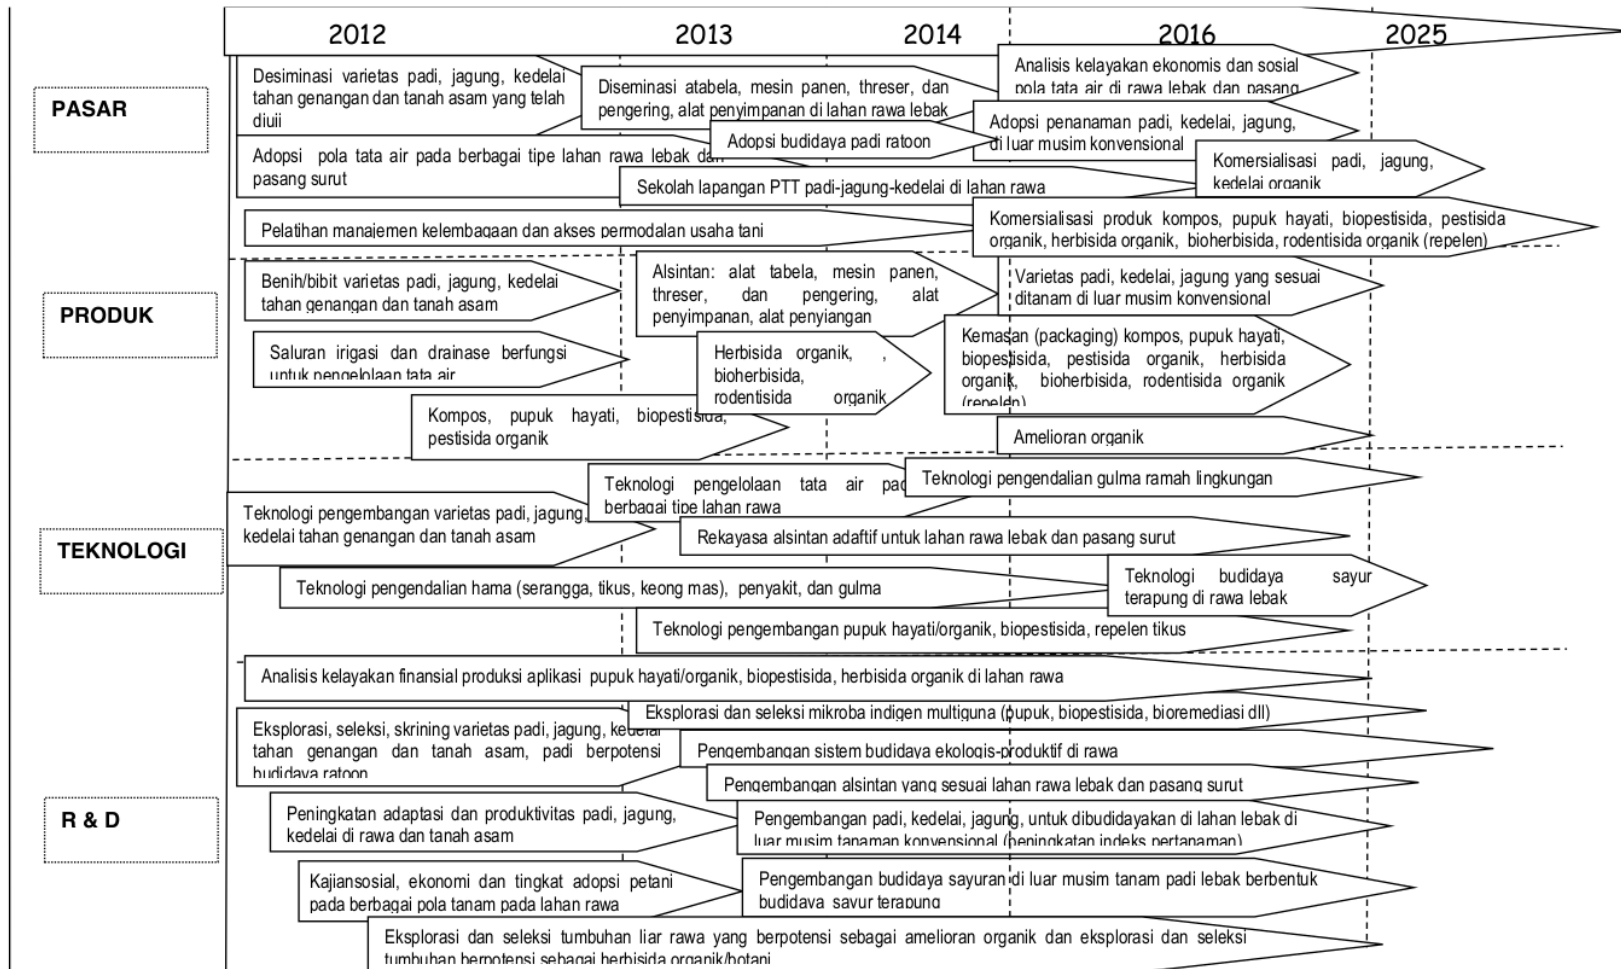 2012 2013 2014 2016 2025
PASAR
Desiminasi varietas padi, jagung, kedelai
tahan genangan dan tanah asam yang telah
diuji
Diseminasi atabela, mesin panen, threser, dan
pengering, alat penyimpanan di lahan rawa lebak
Analisis kelayakan ekonomis dan sosial
pola tata air di rawa lebak dan pasang
Adopsi budidaya padi ratoon
Adopsi penanaman padi, kedelai, jagung,
di luar musim konvensional
Adopsi pola tata air pada berbagai tipe lahan rawa lebak dan
pasang surut
Sekolah lapangan PTT padi-jagung-kedelai di lahan rawa
Komersialisasi padi, jagung,
kedelai organik
Pelatihan manajemen kelembagaan dan akses permodalan usaha tani
Komersialisasi produk kompos, pupuk hayati, biopestisida, pestisida
organik, herbisida organik, bioherbisida, rodentisida organik (repelen)
PRODUK
Benih/bibit varietas padi, jagung, kedelai
tahan genangan dan tanah asam
Alsintan: alat tabela, mesin panen,
threser, dan pengering, alat
penyimpanan, alat penyiangan
Varietas padi, kedelai, jagung yang sesuai
ditanam di luar musim konvensional
Saluran irigasi dan drainase berfungsi
untuk pengelolaan tata air
Herbisida organik, ,
bioherbisida,
rodentisida organik
Kemasan (packaging) kompos, pupuk hayati,
biopestisida, pestisida organik, herbisida
organik, bioherbisida, rodentisida organik
(repelen)
Kompos, pupuk hayati, biopestisida,
pestisida organik
Amelioran organik
TEKNOLOGI
Teknologi pengembangan varietas padi, jagung,
kedelai tahan genangan dan tanah asam
Teknologi pengelolaan tata air pada
berbagai tipe lahan rawa
Teknologi pengendalian gulma ramah lingkungan
Rekayasa alsintan adaftif untuk lahan rawa lebak dan pasang surut
Teknologi pengendalian hama (serangga, tikus, keong mas), penyakit, dan gulma
Teknologi budidaya sayur
terapung di rawa lebak
Teknologi pengembangan pupuk hayati/organik, biopestisida, repelen tikus
R & D
Analisis kelayakan finansial produksi aplikasi pupuk hayati/organik, biopestisida, herbisida organik di lahan rawa
Eksplorasi, seleksi, skrining varietas padi, jagung, kedelai
tahan genangan dan tanah asam, padi berpotensi
budidaya ratoon
Eksplorasi dan seleksi mikroba indigen multiguna (pupuk, biopestisida, bioremediasi dll)
Pengembangan sistem budidaya ekologis-produktif di rawa
Pengembangan alsintan yang sesuai lahan rawa lebak dan pasang surut
Peningkatan adaptasi dan produktivitas padi, jagung,
kedelai di rawa dan tanah asam
Pengembangan padi, kedelai, jagung, untuk dibudidayakan di lahan lebak di
luar musim tanaman konvensional (peningkatan indeks pertanaman)
Kajiansosial, ekonomi dan tingkat adopsi petani
pada berbagai pola tanam pada lahan rawa
Pengembangan budidaya sayuran di luar musim tanam padi lebak berbentuk
budidaya sayur terapung
Eksplorasi dan seleksi tumbuhan liar rawa yang berpotensi sebagai amelioran organik dan eksplorasi dan seleksi
tumbuhan berpotensi sebagai herbisida organik/botani